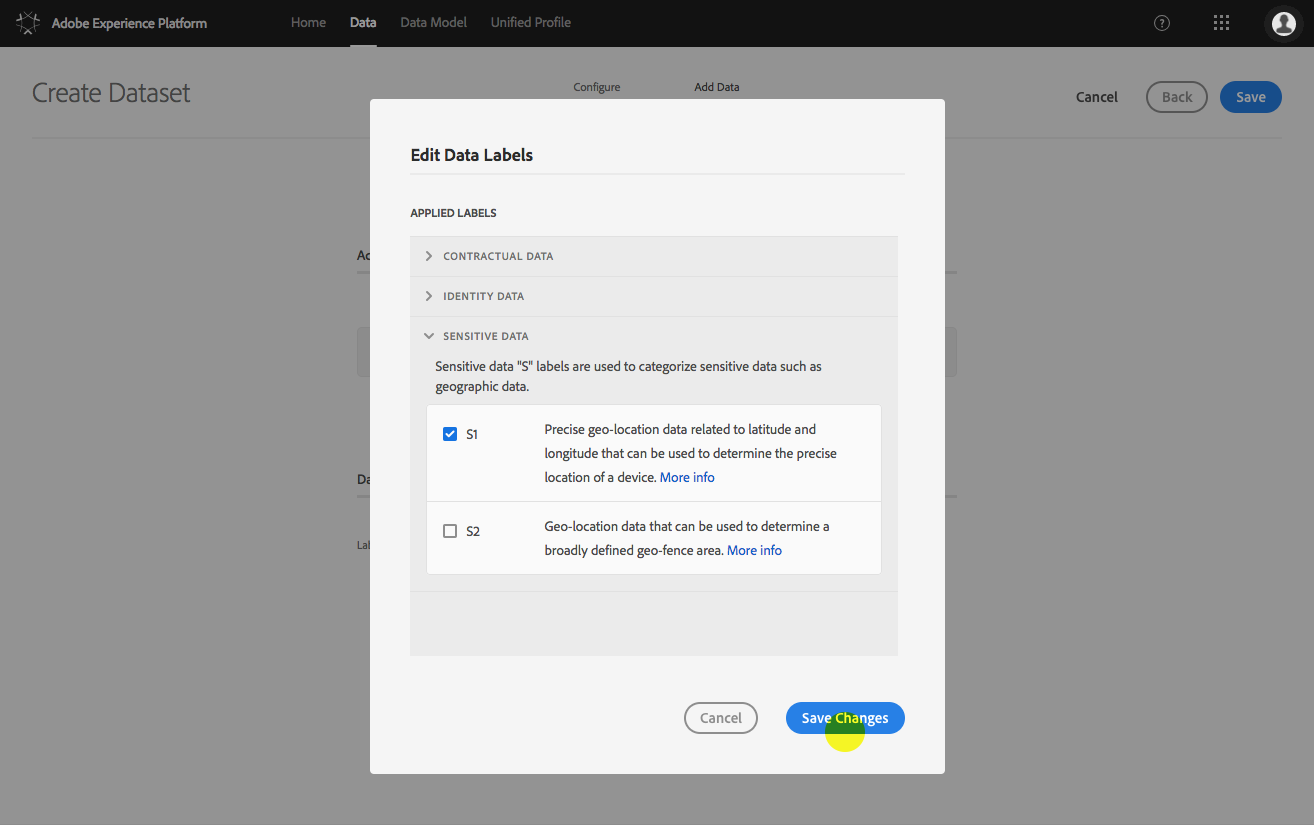 Adobe Experience Platform
Home
Data
Data Model
Unified Profile
?
Create Dataset
Configure
Add Data
Cancel
Back
Save
Edit Data Labels
APPLIED LABELS
CONTRACTUAL DATA
IDENTITY DATA
SENSITIVE DATA
Sensitive data "S" labels are used to categorize sensitive data such as
geographic data.
S1
Precise geo-location data related to latitude and
longitude that can be used to determine the precise
location of a device. More info
S2
Geo-location data that can be used to determine a
broadly defined geo-fence area. More info
Cancel
Save Changes